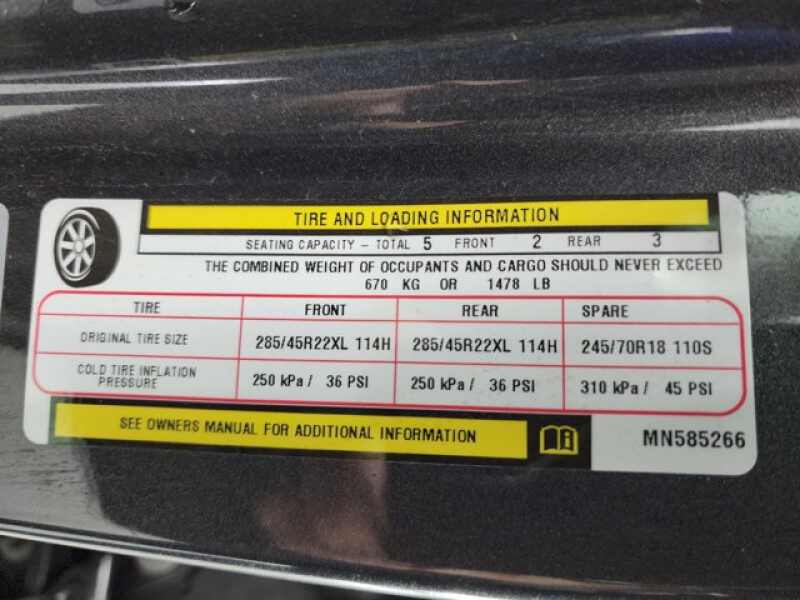 TIRE AND LOADING INFORMATION
SEATING CAPACITY - TOTAL 5 FRONT 2 REAR 3
THE COMBINED WEIGHT OF OCCUPANTS AND CARGO SHOULD NEVER EXCEED
670 KG OR 1478 LB
TIRE FRONT REAR SPARE
ORIGINAL TIRE SIZE 285/45R22XL 114H 285/45R22XL 114H 245/70R18 110S
COLD TIRE INFLATION
PRESSURE 250 kPa / 36 PSI 250 kPa / 36 PSI 310 kPa / 45 PSI
SEE OWNERS MANUAL FOR ADDITIONAL INFORMATION
MN585266